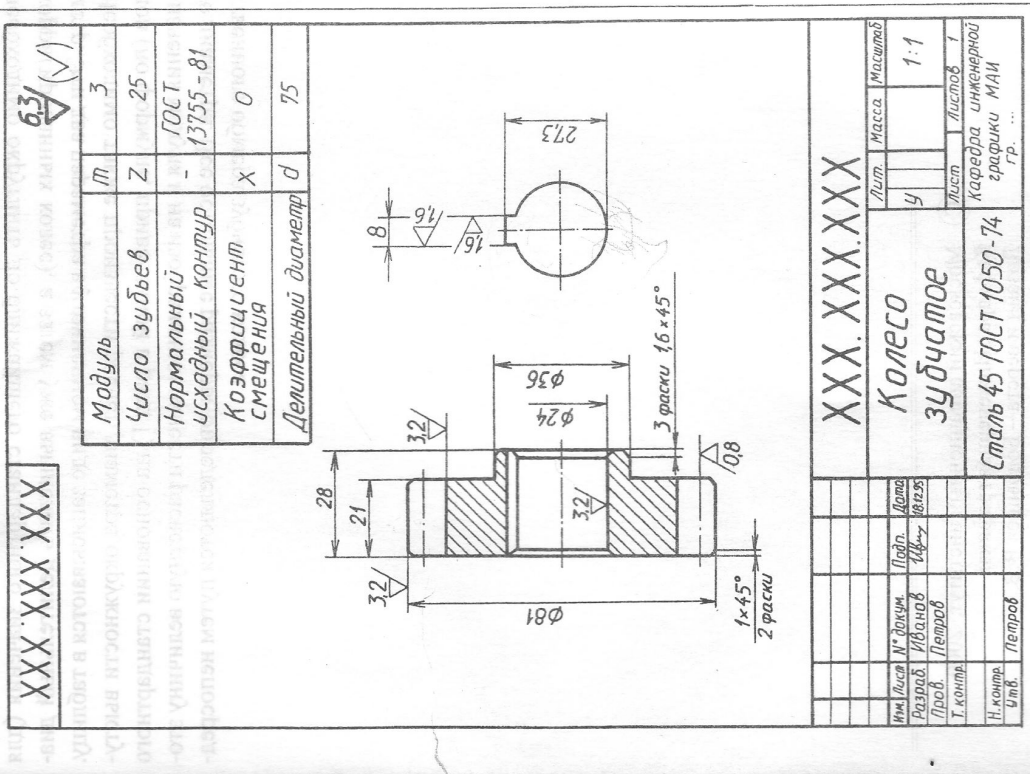 XXX.XXX.XXX
6,3 (√)
Модуль m 3
Число зубьев Z 25
Нормальный
исходный контур - ГОСТ
13755-81
Коэффициент
смещения x 0
Делительный диаметр d 75
28
21
3,2
3,2
3,2
0,8
⌀81
⌀36
⌀24
1×45°
2 фаски
3 фаски 1,6×45°
8
1,6
1,6
27,3
XXX.XXX.XXX
Изм. Лист N° докум. Подп. Дата
Разраб. Иванов 18.12.95
Пров. Петров
Т. контр.
Н. контр.
Утв. Петров
Колесо
зубчатое
Сталь 45 ГОСТ 1050-74
Лит. Масса Масштаб
у 1:1
Лист Листов 1
Кафедра инженерной
графики МАИ
гр. ...